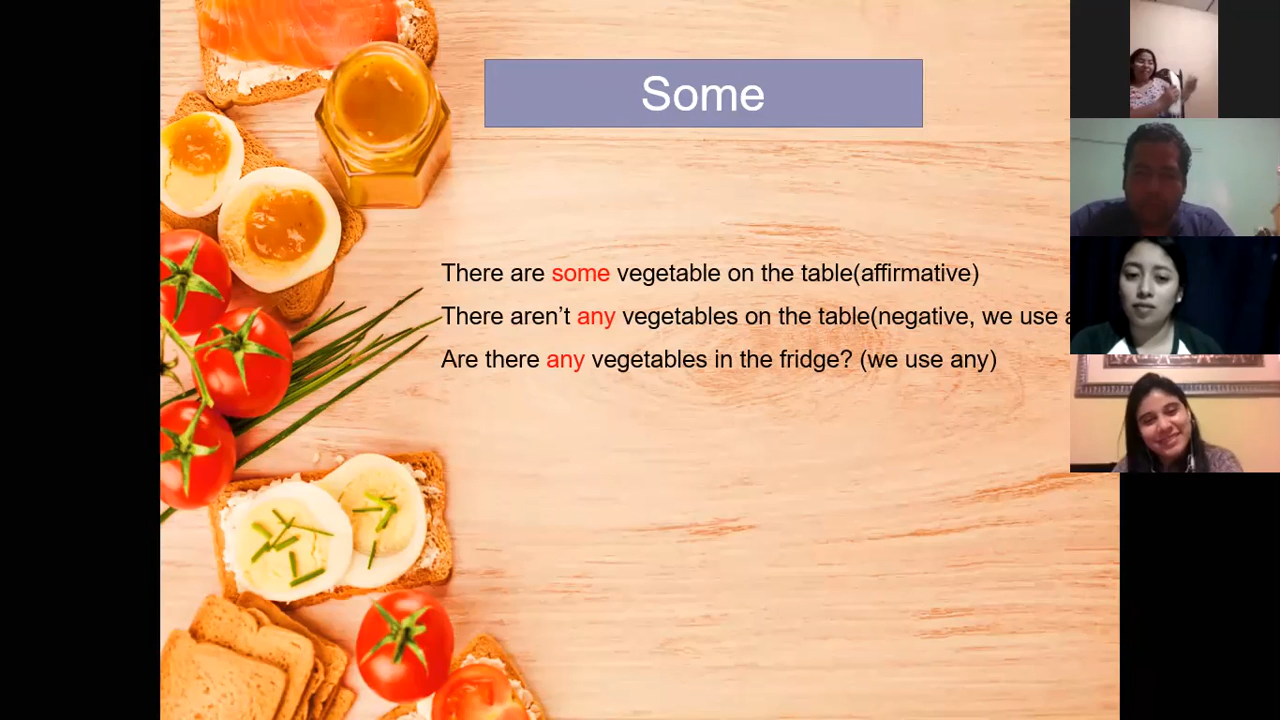 Some
There are some vegetable on the table(affirmative)
There aren’t any vegetables on the table(negative, we use
Are there any vegetables in the fridge? (we use any)